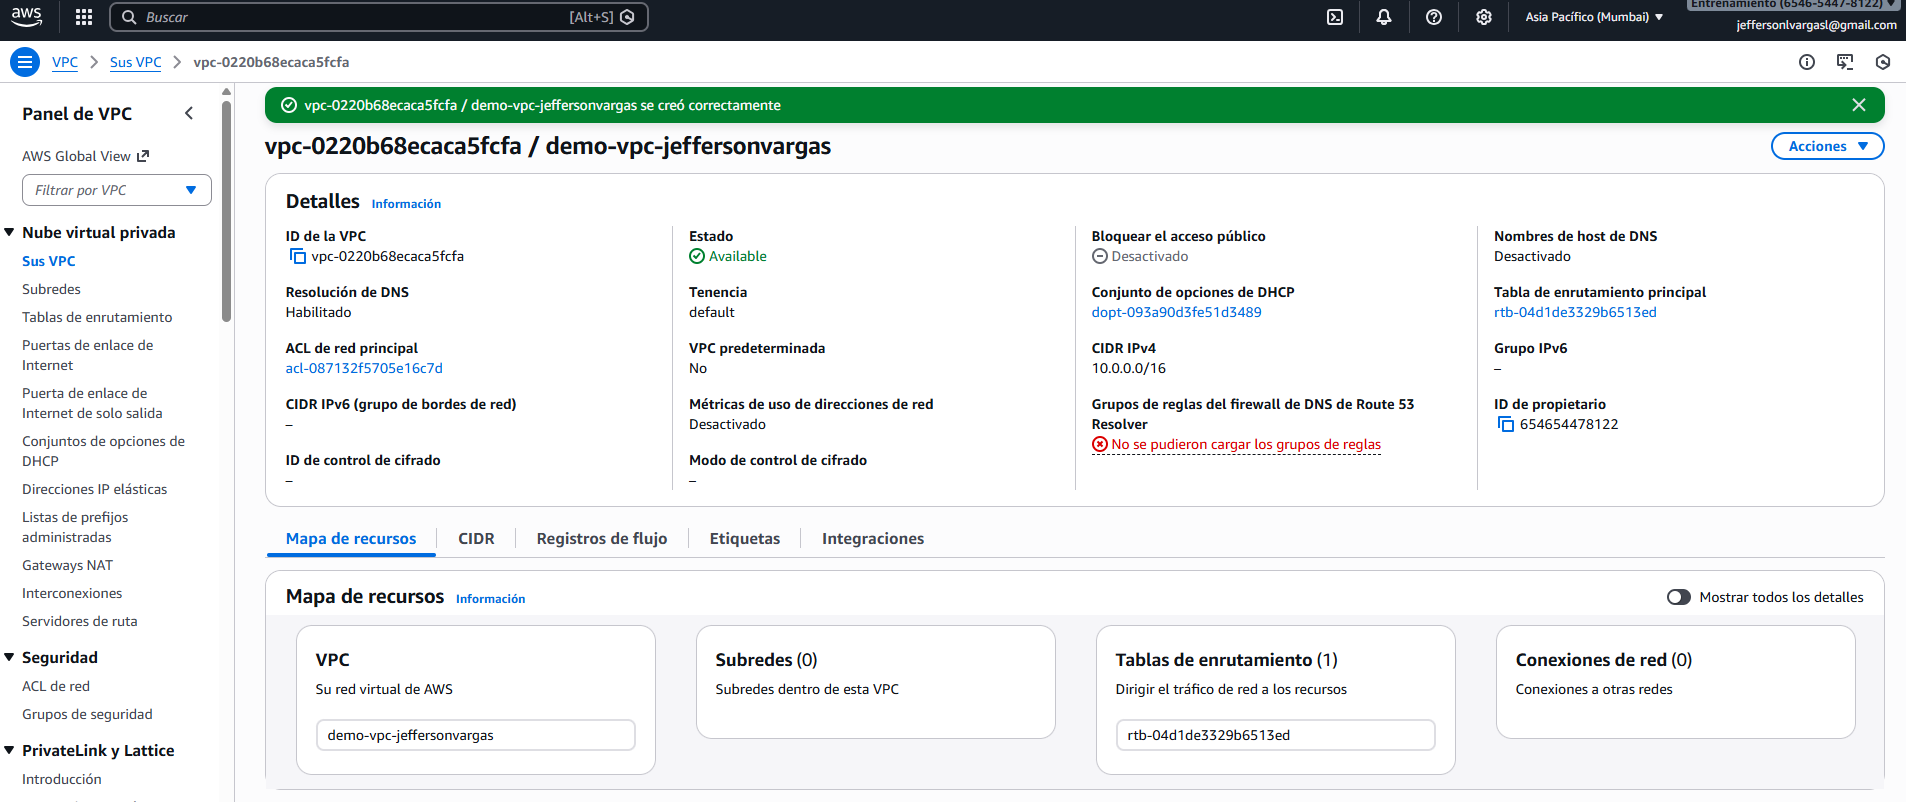 aws
Buscar
[Alt+S]
Asia Pacífico (Mumbai)
Entrenamiento (6546-5447-8122)
jeffersonlvargasl@gmail.com
VPC
Sus VPC
vpc-0220b68ecaca5fcfa
Panel de VPC
AWS Global View
Filtrar por VPC
Nube virtual privada
Sus VPC
Subredes
Tablas de enrutamiento
Puertas de enlace de
Internet
Puerta de enlace de
Internet de solo salida
Conjuntos de opciones de
DHCP
Direcciones IP elásticas
Listas de prefijos
administradas
Gateways NAT
Interconexiones
Servidores de ruta
Seguridad
ACL de red
Grupos de seguridad
PrivateLink y Lattice
Introducción
vpc-0220b68ecaca5fcfa / demo-vpc-jeffersonvargas se creó correctamente
vpc-0220b68ecaca5fcfa / demo-vpc-jeffersonvargas
Acciones
Detalles
Información
ID de la VPC
vpc-0220b68ecaca5fcfa
Estado
Available
Bloquear el acceso público
Desactivado
Nombres de host de DNS
Desactivado
Resolución de DNS
Habilitado
Tenencia
default
Conjunto de opciones de DHCP
dopt-093a90d3fe51d3489
Tabla de enrutamiento principal
rtb-04d1de3329b6513ed
ACL de red principal
acl-087132f5705e16c7d
VPC predeterminada
No
CIDR IPv4
10.0.0.0/16
Grupo IPv6
–
CIDR IPv6 (grupo de bordes de red)
–
Métricas de uso de direcciones de red
Desactivado
Grupos de reglas del firewall de DNS de Route 53
Resolver
No se pudieron cargar los grupos de reglas
ID de propietario
654654478122
ID de control de cifrado
–
Modo de control de cifrado
–
Mapa de recursos
CIDR
Registros de flujo
Etiquetas
Integraciones
Mapa de recursos
Información
Mostrar todos los detalles
VPC
Su red virtual de AWS
demo-vpc-jeffersonvargas
Subredes (0)
Subredes dentro de esta VPC
Tablas de enrutamiento (1)
Dirigir el tráfico de red a los recursos
rtb-04d1de3329b6513ed
Conexiones de red (0)
Conexiones a otras redes